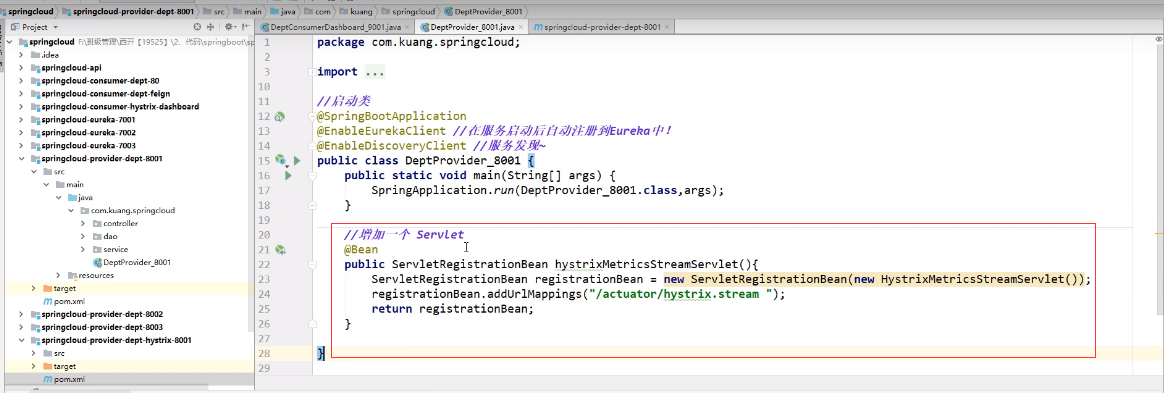 springcloud springcloud-provider-dept-8001 src main java com kuang springcloud DeptProvider_8001
Project
DeptConsumerDashboard_9001.java DeptProvider_8001.java springcloud-provider-dept-8001
springcloud
.idea
springcloud-api
springcloud-consumer-dept-80
springcloud-consumer-dept-feign
springcloud-consumer-hystrix-dashboard
springcloud-eureka-7001
springcloud-eureka-7002
springcloud-eureka-7003
springcloud-provider-dept-8001
src
main
java
com.kuang.springcloud
controller
dao
service
DeptProvider_8001
resources
target
pom.xml
springcloud-provider-dept-8002
springcloud-provider-dept-8003
springcloud-provider-dept-hystrix-8001
src
target
pom.xml
1 package com.kuang.springcloud;
2
3 import ...
10
11 //启动类
12 @SpringBootApplication
13 @EnableEurekaClient //在服务启动后自动注册到Eureka中！
14 @EnableDiscoveryClient //服务发现~
15 public class DeptProvider_8001 {
16 public static void main(String[] args) {
17 SpringApplication.run(DeptProvider_8001.class,args);
18 }
19
20 //增加一个 Servlet
21 @Bean
22 public ServletRegistrationBean hystrixMetricsStreamServlet(){
23 ServletRegistrationBean registrationBean = new ServletRegistrationBean(new HystrixMetricsStreamServlet());
24 registrationBean.addUrlMappings("/actuator/hystrix.stream ");
25 return registrationBean;
26 }
27
28 }
29